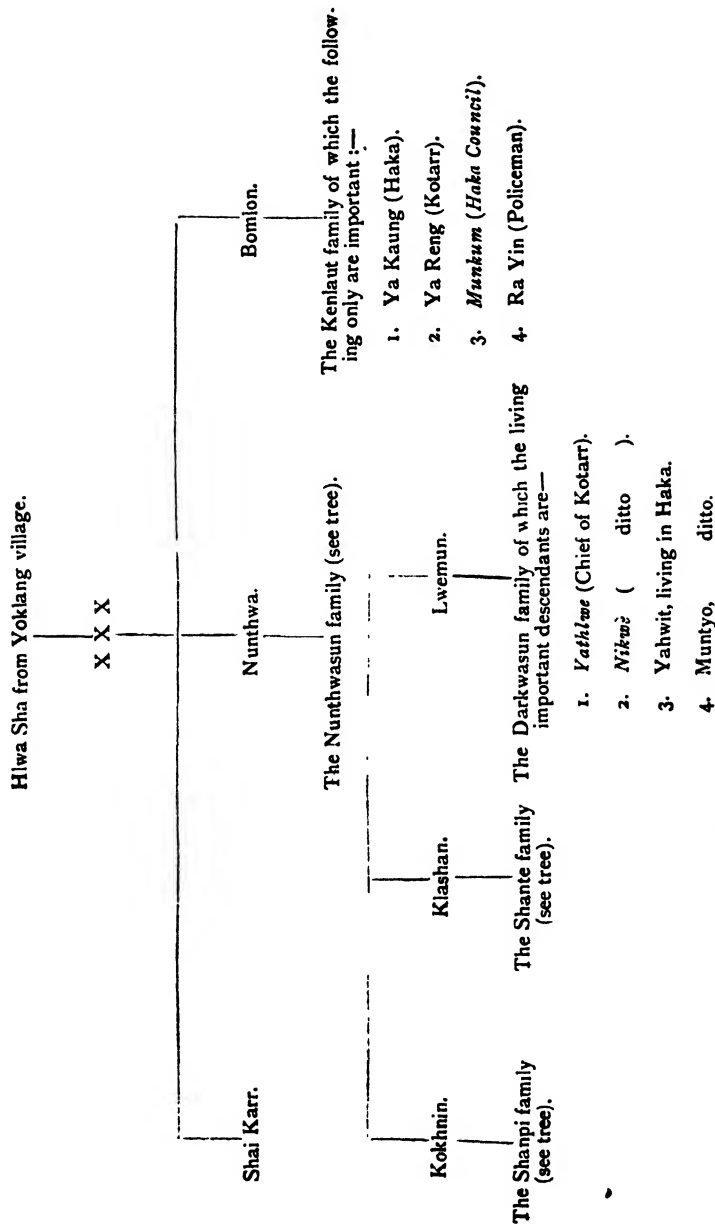 Hlwa Sha from Yoklang village.
X X X
Shai Karr.
Nunthwa.
Bomlon.
The Nunthwasun family (see tree).
The Kenlaut family of which the follow-
ing only are important :—
1. Ya Kaung (Haka).
2. Ya Reng (Kotarr).
3. Munkum (Haka Council).
4. Ra Yin (Policeman).
Kokhnin.
Klashan.
Lwemun.
The Shanpi family
(see tree).
The Shante family
(see tree).
The Darkwasun family of which the living
important descendants are—
1. Yathlwe (Chief of Kotarr).
2. Nikwè ( ditto ).
3. Yahwit, living in Haka.
4. Muntyo, ditto.